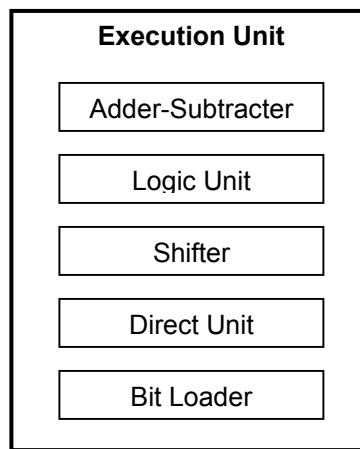 Execution Unit
Adder-Subtracter
Logic Unit
Shifter
Direct Unit
Bit Loader